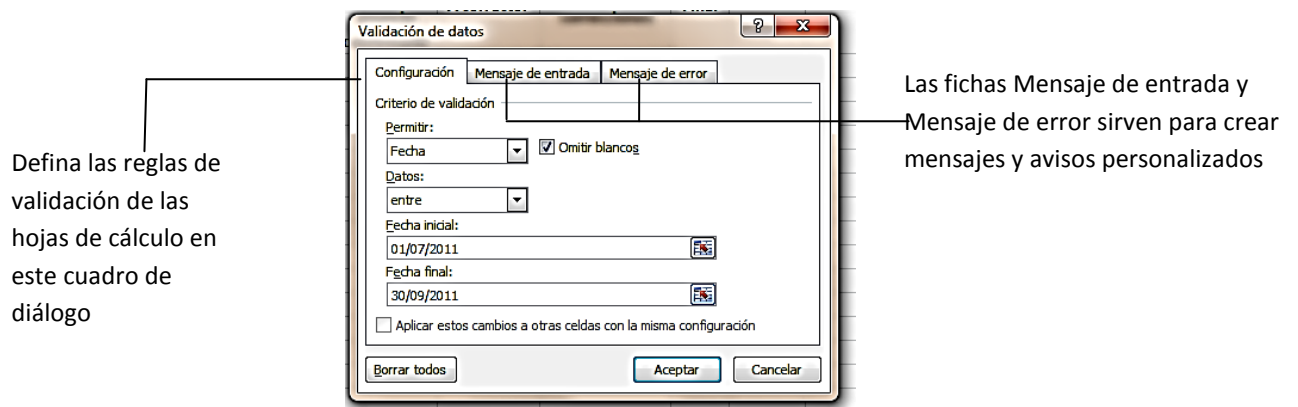 Validación de datos
Configuración Mensaje de entrada Mensaje de error
Criterio de validación
Permitir:
Fecha Omitir blancos
Datos:
entre
Fecha inicial:
01/07/2011
Fecha final:
30/09/2011
Aplicar estos cambios a otras celdas con la misma configuración
Borrar todos Aceptar Cancelar
Defina las reglas de
validación de las
hojas de cálculo en
este cuadro de
diálogo
Las fichas Mensaje de entrada y
Mensaje de error sirven para crear
mensajes y avisos personalizados